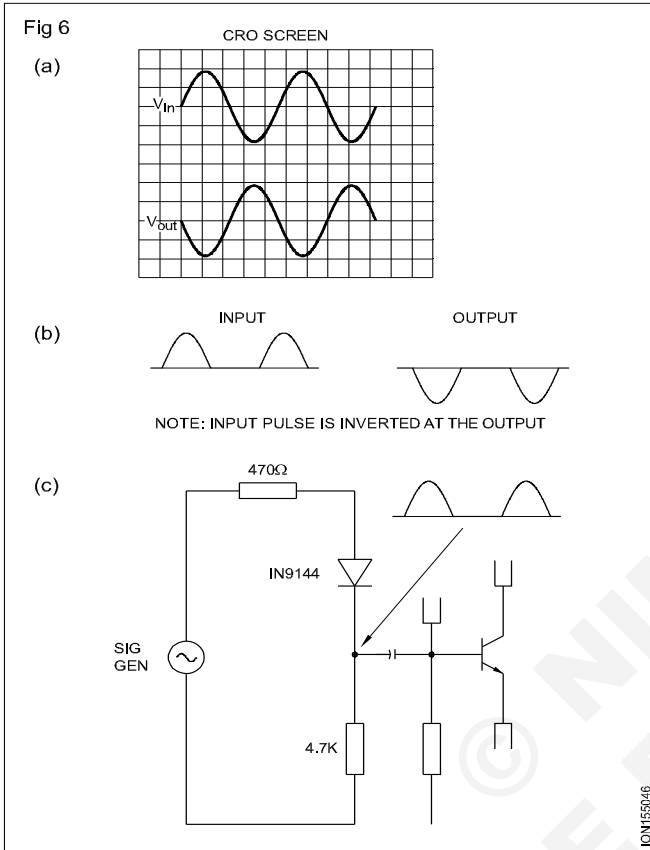 Fig 6
CRO SCREEN
(a)
VIn
Vout
INPUT
OUTPUT
(b)
NOTE: INPUT PULSE IS INVERTED AT THE OUTPUT
470Ω
(c)
IN9144
SIG
GEN
4.7K
ION155046
© NI